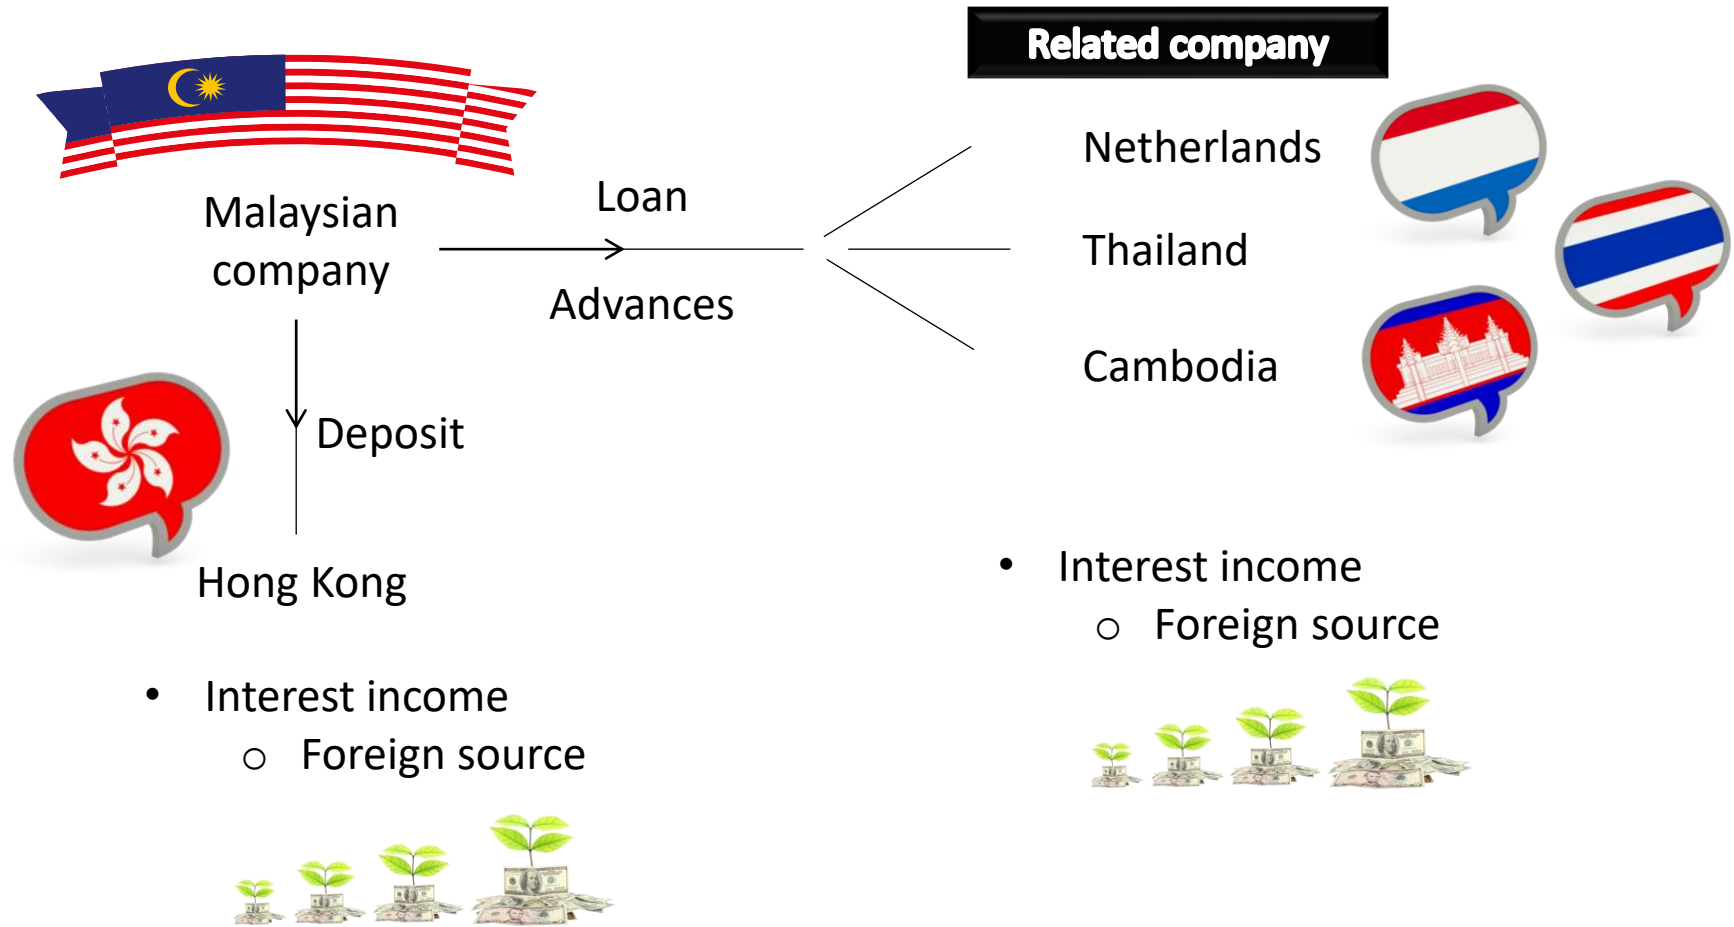 Related company
Netherlands
Loan
Malaysian
company
Thailand
Advances
Cambodia
Deposit
Hong Kong
• Interest income
o Foreign source
• Interest income
o Foreign source